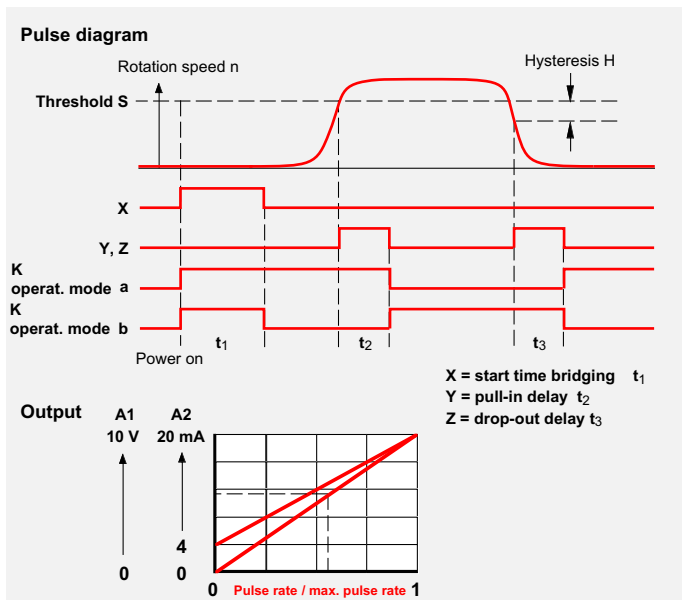 Pulse diagram
Rotation speed n
Hysteresis H
Threshold S
X
Y, Z
K
operat. mode a
K
operat. mode b
t1
t2
t3
Power on
X = start time bridging t1
Y = pull-in delay t2
Z = drop-out delay t3
Output
A1
A2
10 V
20 mA
4
0
0
0
Pulse rate / max. pulse rate
1